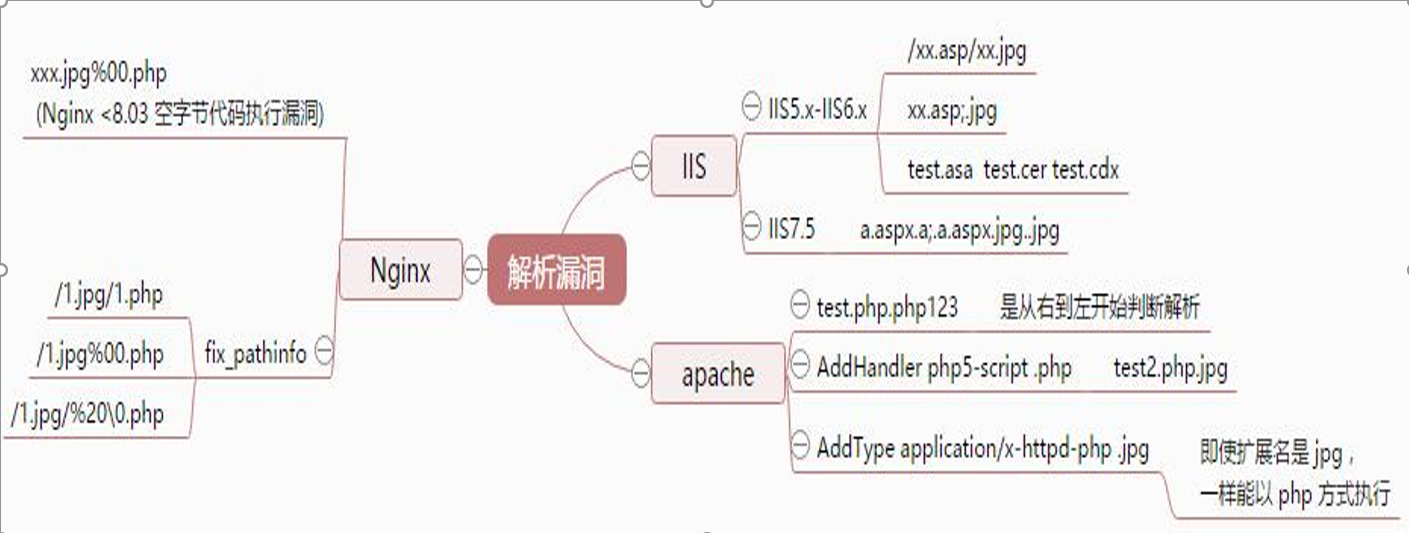 解析漏洞
IIS
IIS5.x-IIS6.x
/xx.asp/xx.jpg
xx.asp;.jpg
test.asa test.cer test.cdx
IIS7.5 a.aspx.a;.a.aspx.jpg..jpg
apache
test.php.php123 是从右到左开始判断解析
AddHandler php5-script .php test2.php.jpg
AddType application/x-httpd-php .jpg
即使扩展名是 jpg，
一样能以 php 方式执行
Nginx
xxx.jpg%00.php
(Nginx <8.03 空字节代码执行漏洞)
fix_pathinfo
/1.jpg/1.php
/1.jpg%00.php
/1.jpg/%20\0.php